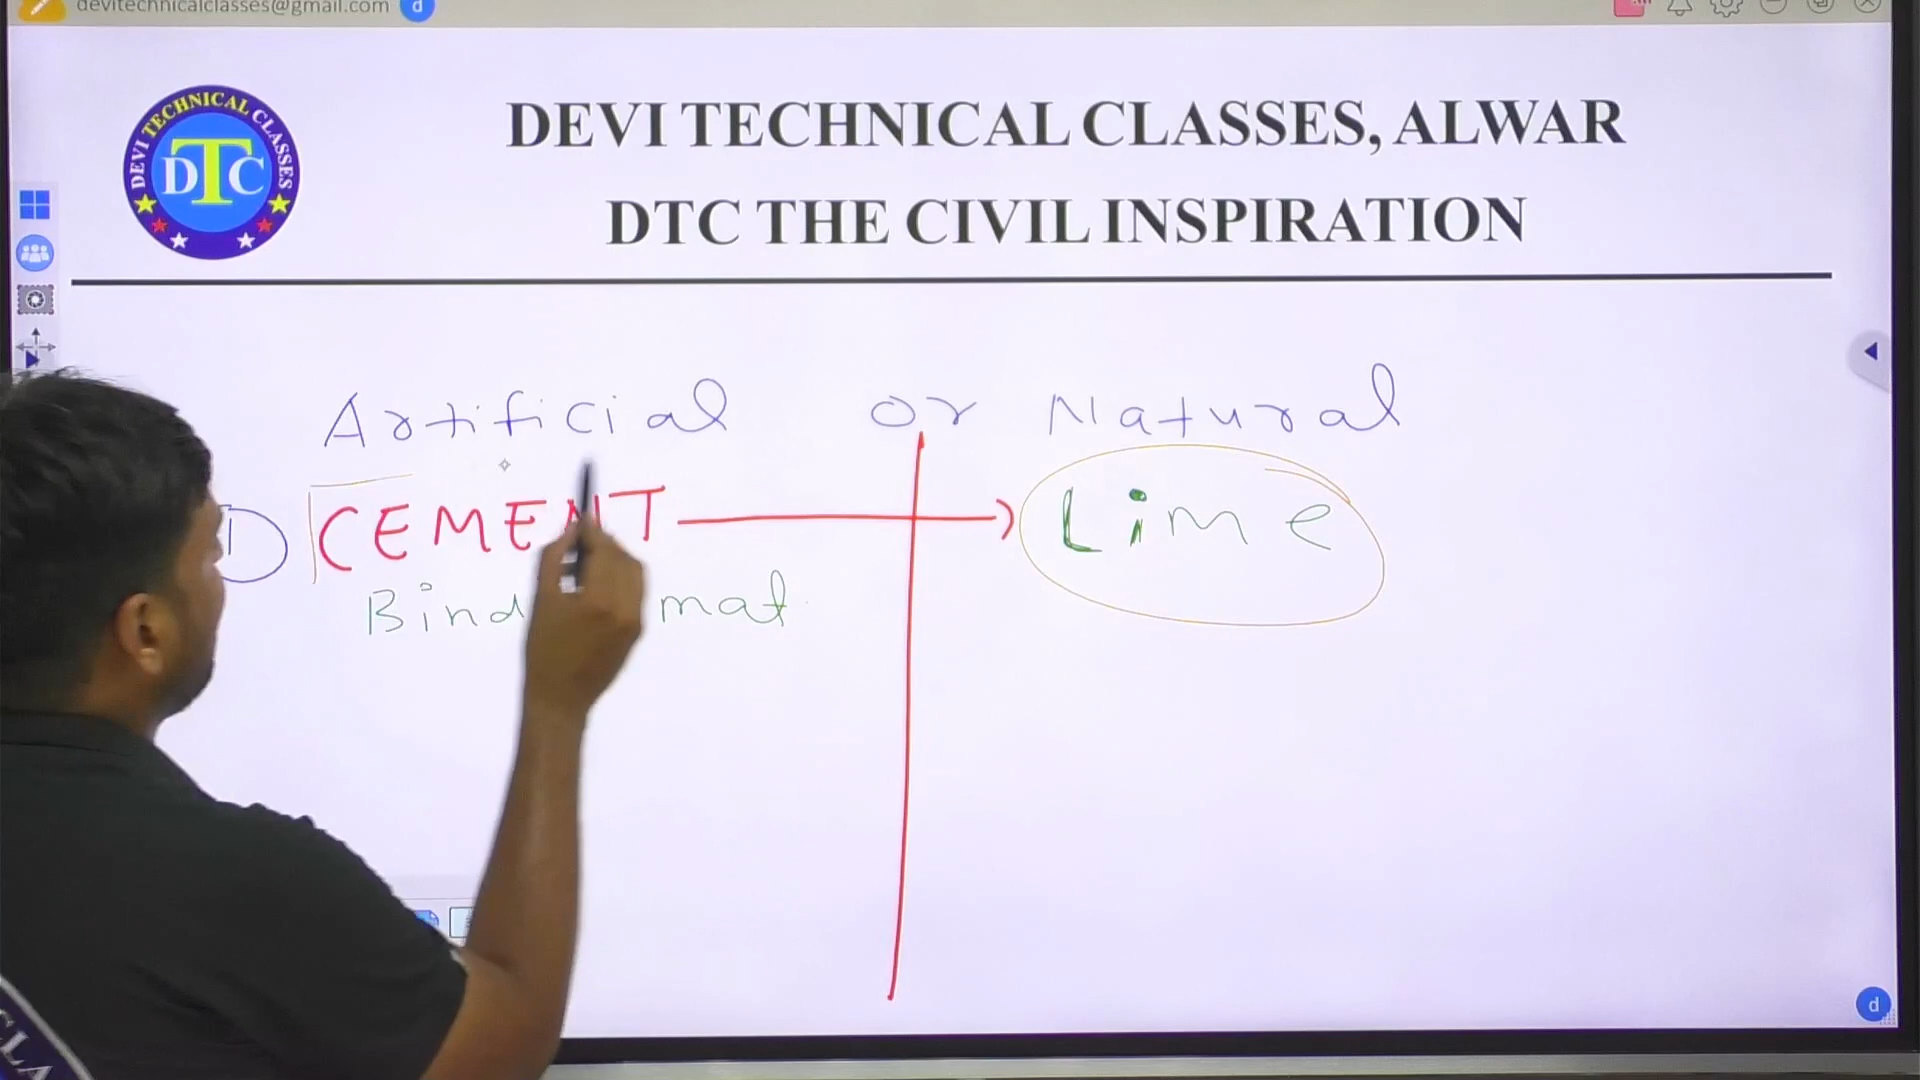 devitechnicalclasses@gmail.com d
DEVI TECHNICAL CLASSES
DTC
DEVI TECHNICAL CLASSES, ALWAR
DTC THE CIVIL INSPIRATION
Artificial or Natural
1 CEMENT → Lime
mat
d